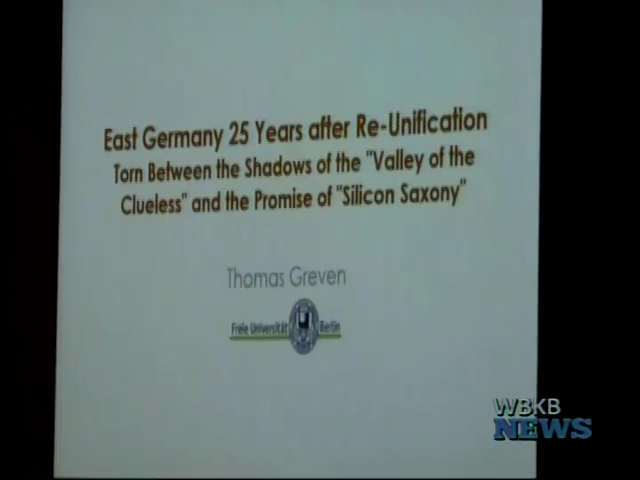 East Germany 25 Years after Re-Unification
Torn Between the Shadows of the "Valley of the
Clueless" and the Promise of "Silicon Saxony"
Thomas Greven
Freie Universität Berlin
WBKB
NEWS